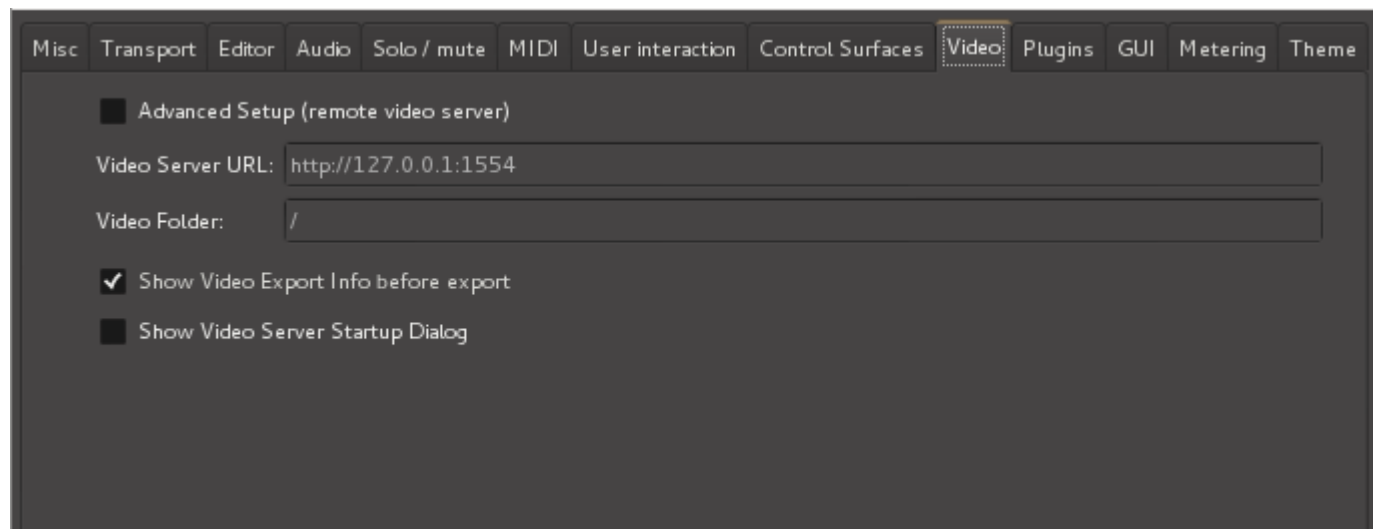 Misc Transport Editor Audio Solo / mute MIDI User interaction Control Surfaces Video Plugins GUI Metering Theme
Advanced Setup (remote video server)
Video Server URL: http://127.0.0.1:1554
Video Folder: /
Show Video Export Info before export
Show Video Server Startup Dialog